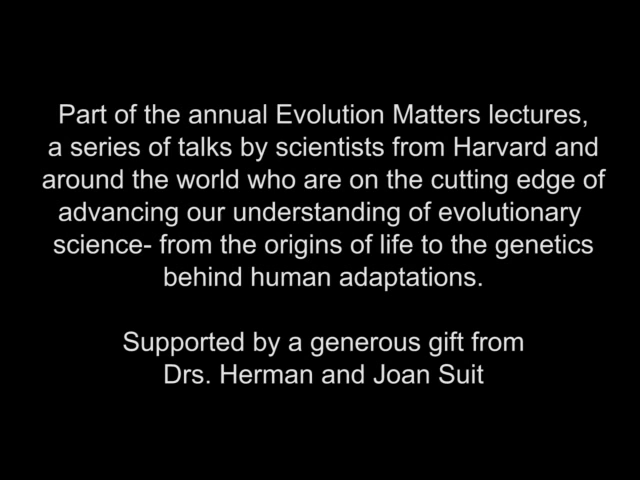 Part of the annual Evolution Matters lectures,
a series of talks by scientists from Harvard and
around the world who are on the cutting edge of
advancing our understanding of evolutionary
science- from the origins of life to the genetics
behind human adaptations.
Supported by a generous gift from
Drs. Herman and Joan Suit